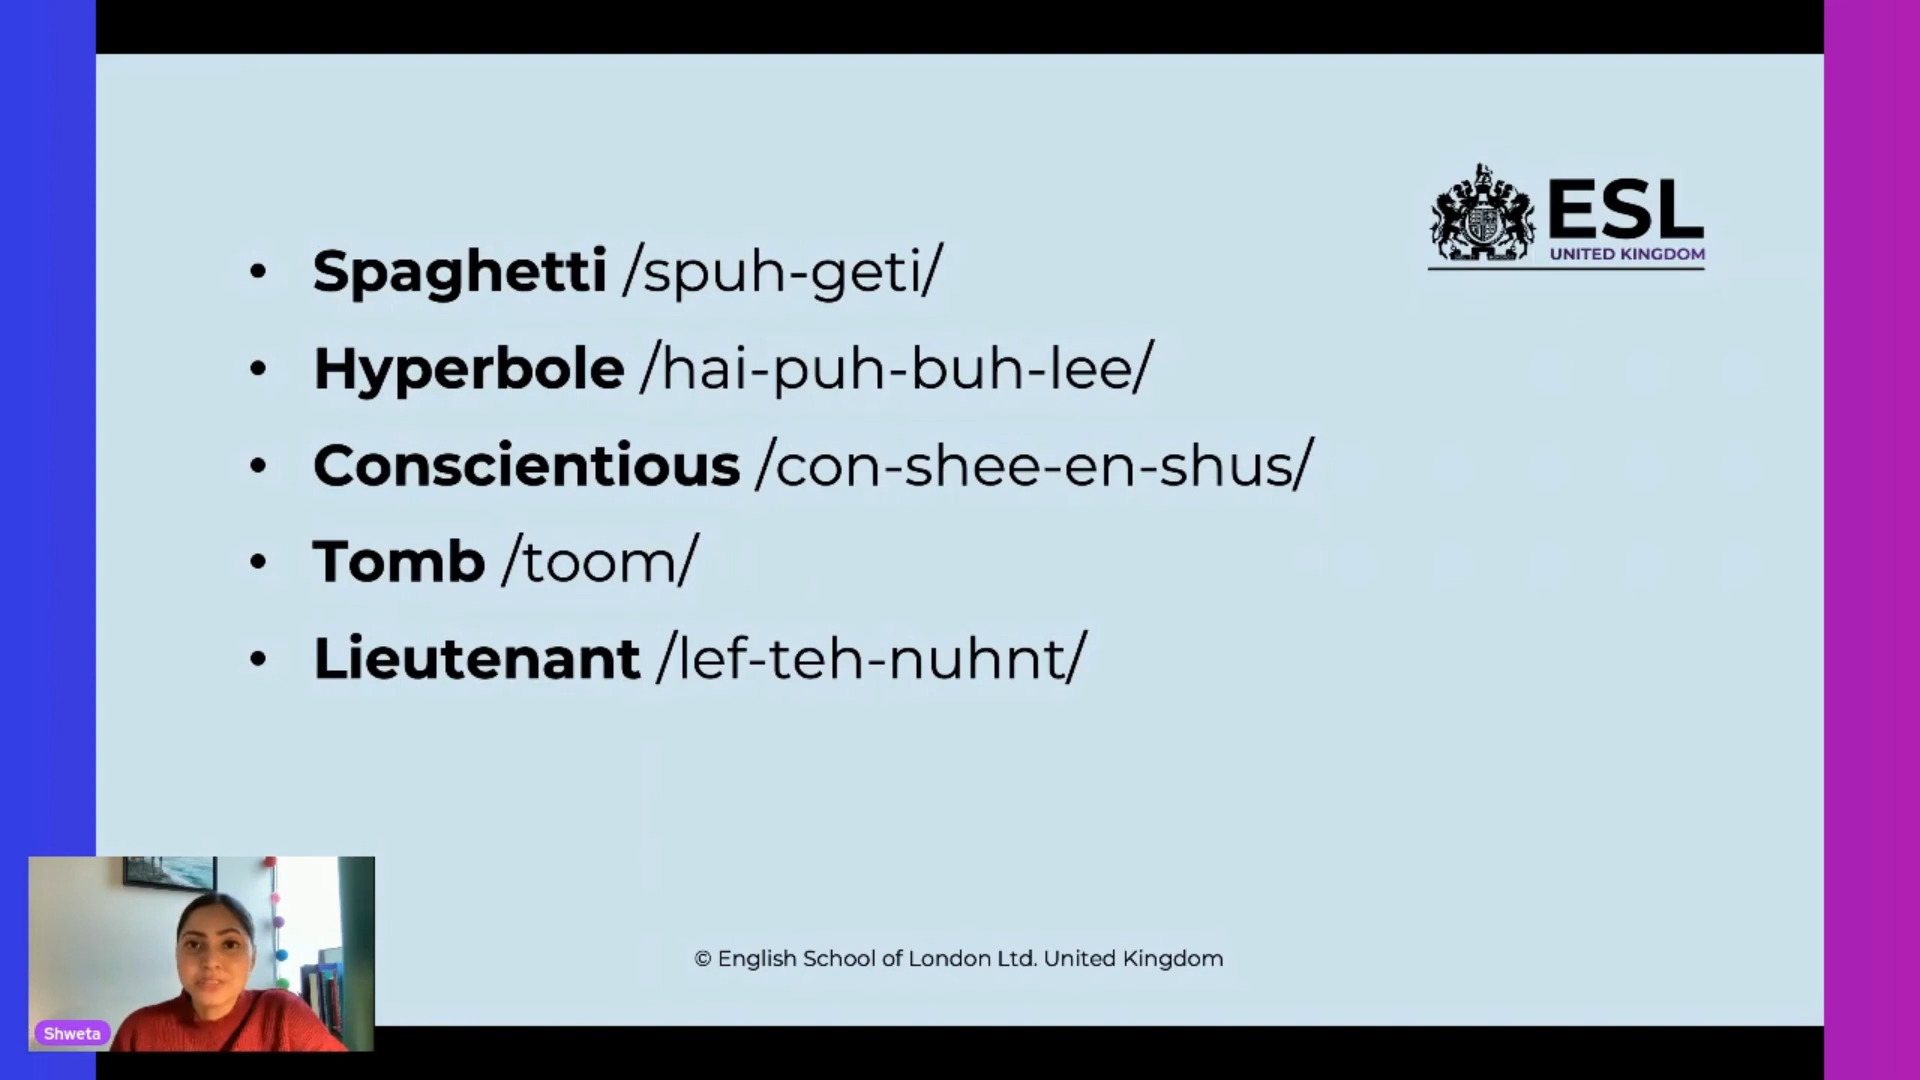 ESL
UNITED KINGDOM
• Spaghetti /spuh-geti/
• Hyperbole /hai-puh-buh-lee/
• Conscientious /con-shee-en-shus/
• Tomb /toom/
• Lieutenant /lef-teh-nuhnt/
© English School of London Ltd. United Kingdom
Shweta